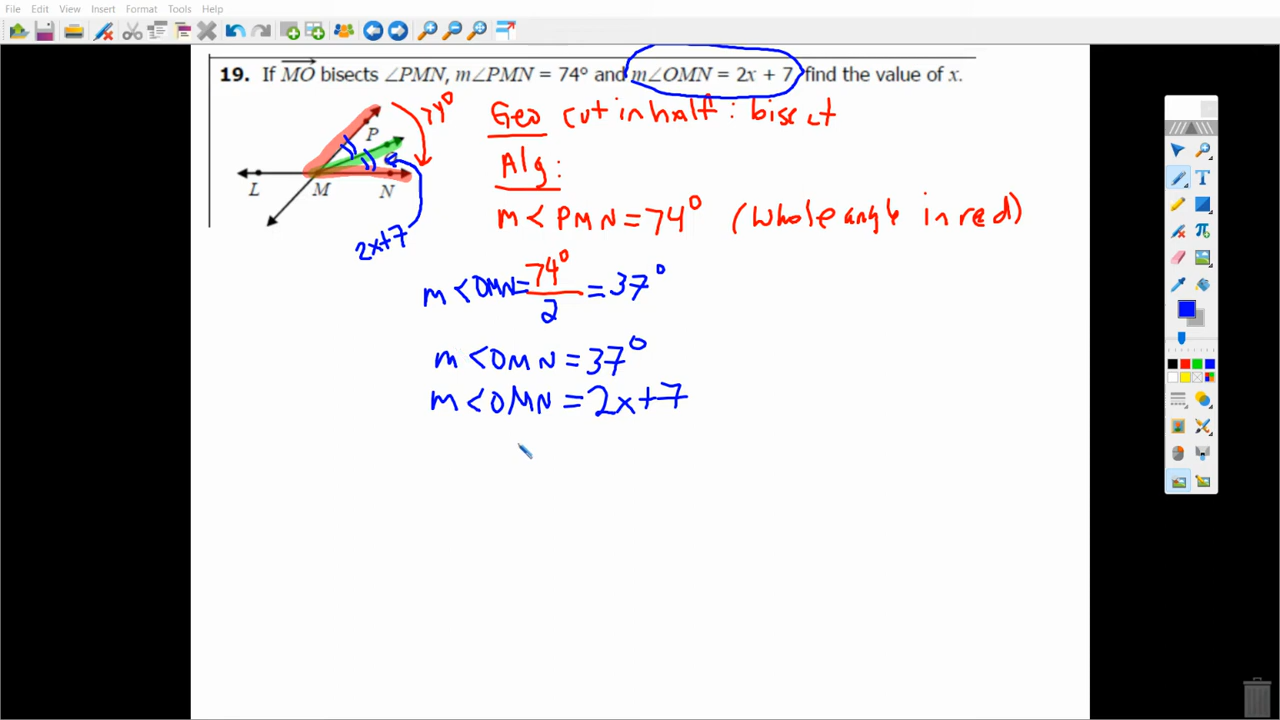 File Edit View Tools Format Help
19. If MO bisects ∠PMN, m∠PMN = 74° and m∠OMN = 2x + 7, find the value of x.
74°
Geo cut in half : bisect
P
Alg:
L M N
m < PMN = 74° (whole angle in red)
2x+7
m < OMN = 74° / 2 = 37°
m < OMN = 37°
m < OMN = 2x+7
T
π